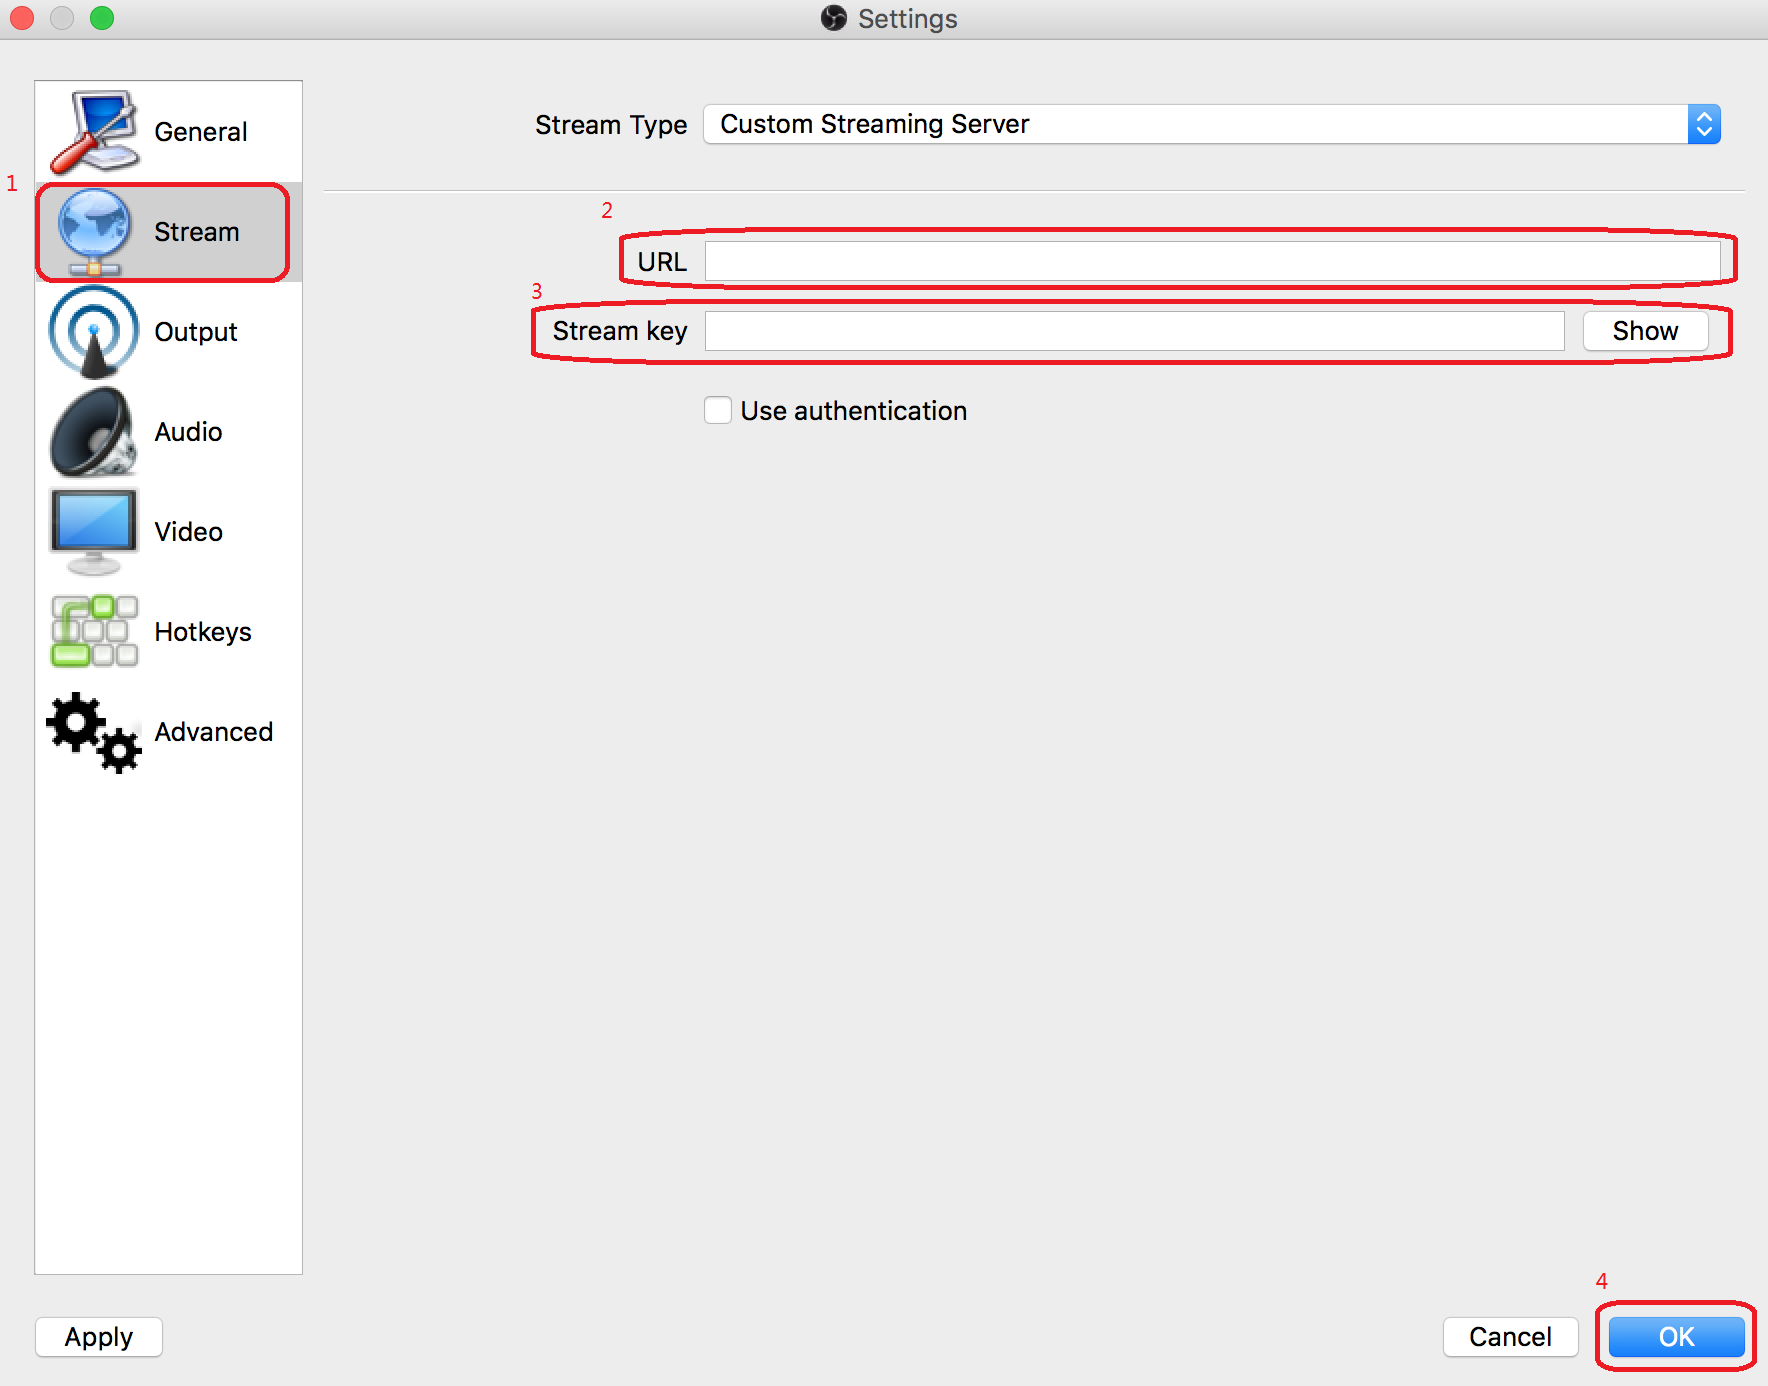 Settings
General
1
Stream
Output
Audio
Video
Hotkeys
Advanced
Stream Type Custom Streaming Server
2
URL
3
Stream key Show
Use authentication
4
Apply Cancel OK